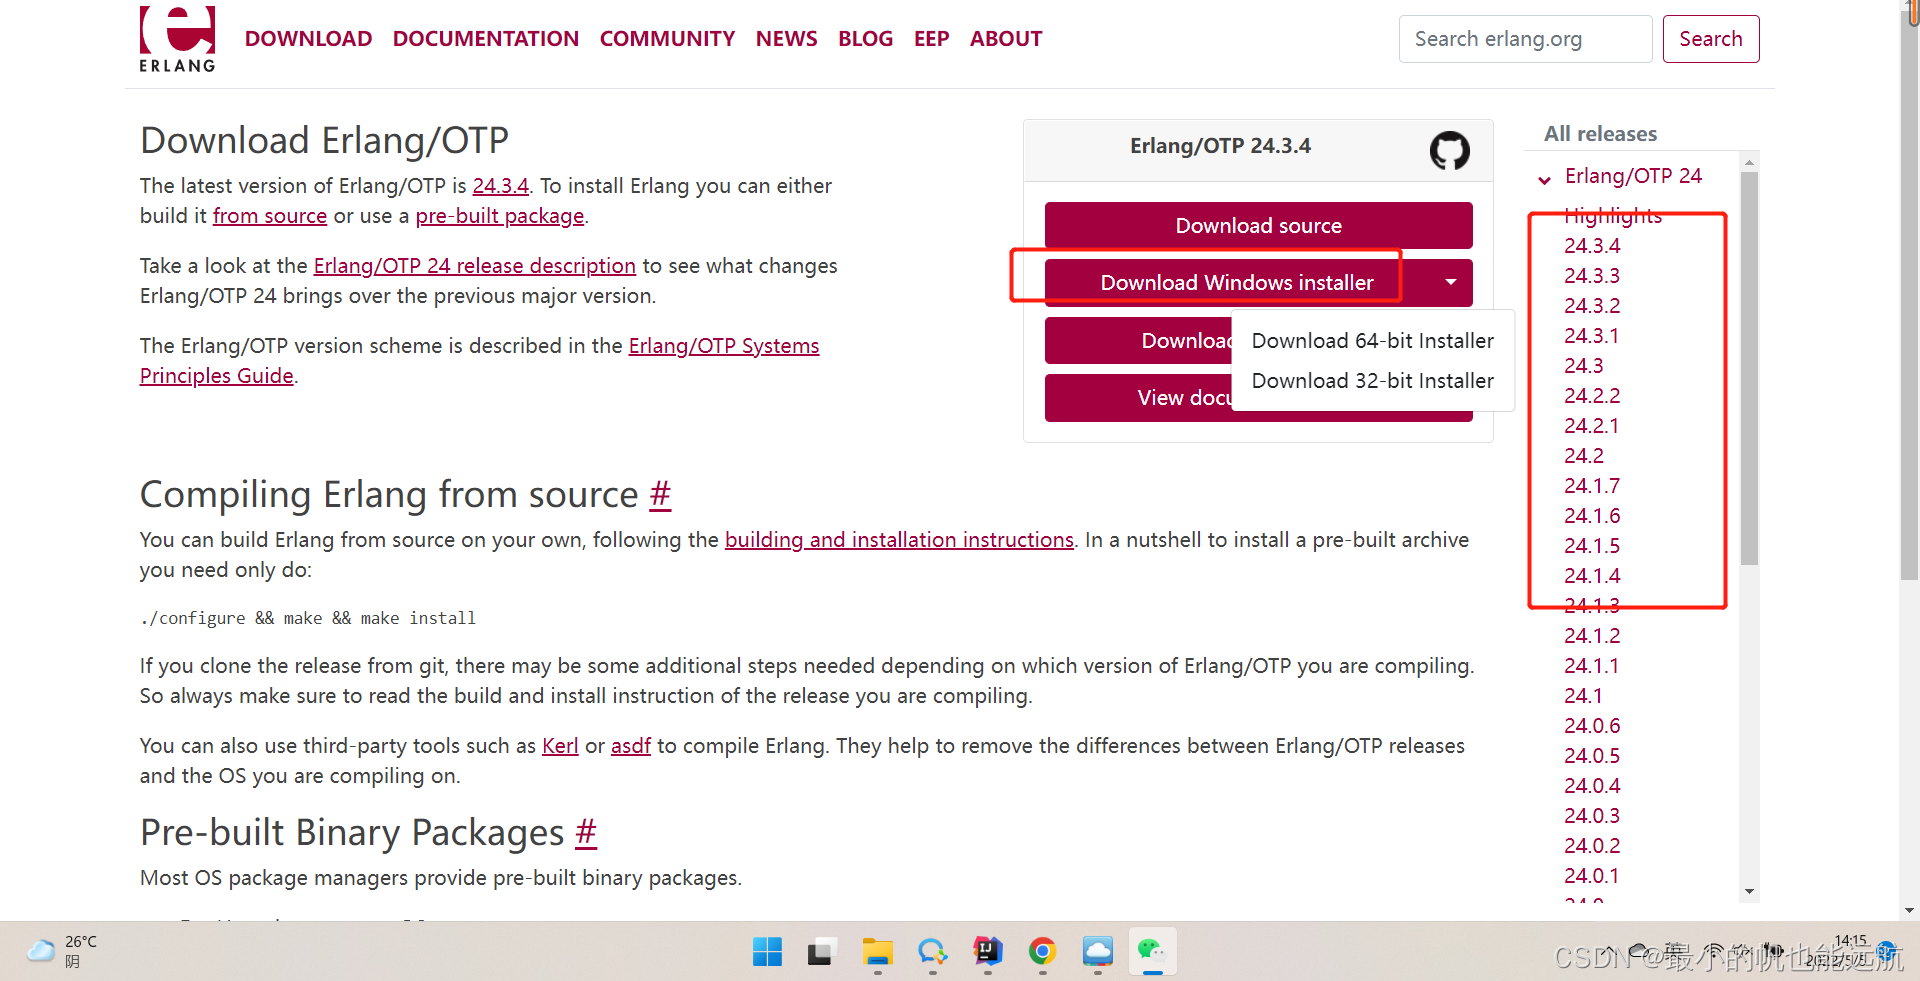 ERLANG
DOWNLOAD DOCUMENTATION COMMUNITY NEWS BLOG EEP ABOUT
Search erlang.org
Search
Download Erlang/OTP
The latest version of Erlang/OTP is 24.3.4. To install Erlang you can either
build it from source or use a pre-built package.
Take a look at the Erlang/OTP 24 release description to see what changes
Erlang/OTP 24 brings over the previous major version.
The Erlang/OTP version scheme is described in the Erlang/OTP Systems
Principles Guide.
Erlang/OTP 24.3.4
Download source
Download Windows installer
Download 64-bit Installer
Download 32-bit Installer
Download
View docu
All releases
Erlang/OTP 24
Highlights
24.3.4
24.3.3
24.3.2
24.3.1
24.3
24.2.2
24.2.1
24.2
24.1.7
24.1.6
24.1.5
24.1.4
24.1.3
24.1.2
24.1.1
24.1
24.0.6
24.0.5
24.0.4
24.0.3
24.0.2
24.0.1
Compiling Erlang from source #
You can build Erlang from source on your own, following the building and installation instructions. In a nutshell to install a pre-built archive
you need only do:
./configure && make && make install
If you clone the release from git, there may be some additional steps needed depending on which version of Erlang/OTP you are compiling.
So always make sure to read the build and install instruction of the release you are compiling.
You can also use third-party tools such as Kerl or asdf to compile Erlang. They help to remove the differences between Erlang/OTP releases
and the OS you are compiling on.
Pre-built Binary Packages #
Most OS package managers provide pre-built binary packages.
26°C
阴
14:15
CSDN @最小的帆也能远航